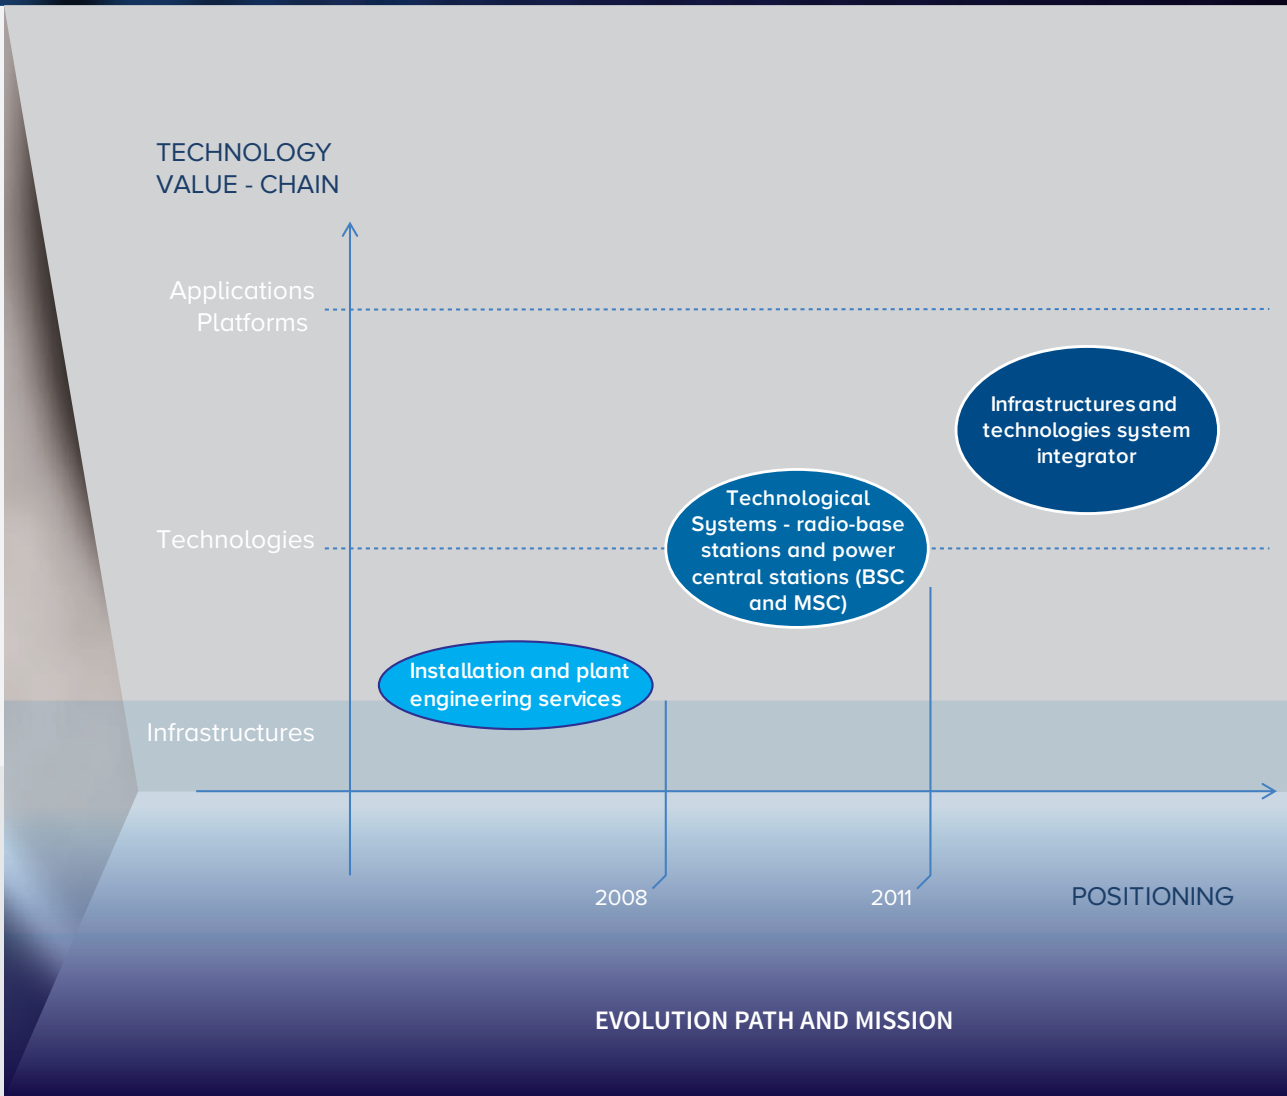 TECHNOLOGY
VALUE - CHAIN
Applications
Platforms
Infrastructures and
technologies system
integrator
Technological
Systems - radio-base
stations and power
central stations (BSC
and MSC)
Technologies
Installation and plant
engineering services
Infrastructures
2008
2011
POSITIONING
EVOLUTION PATH AND MISSION